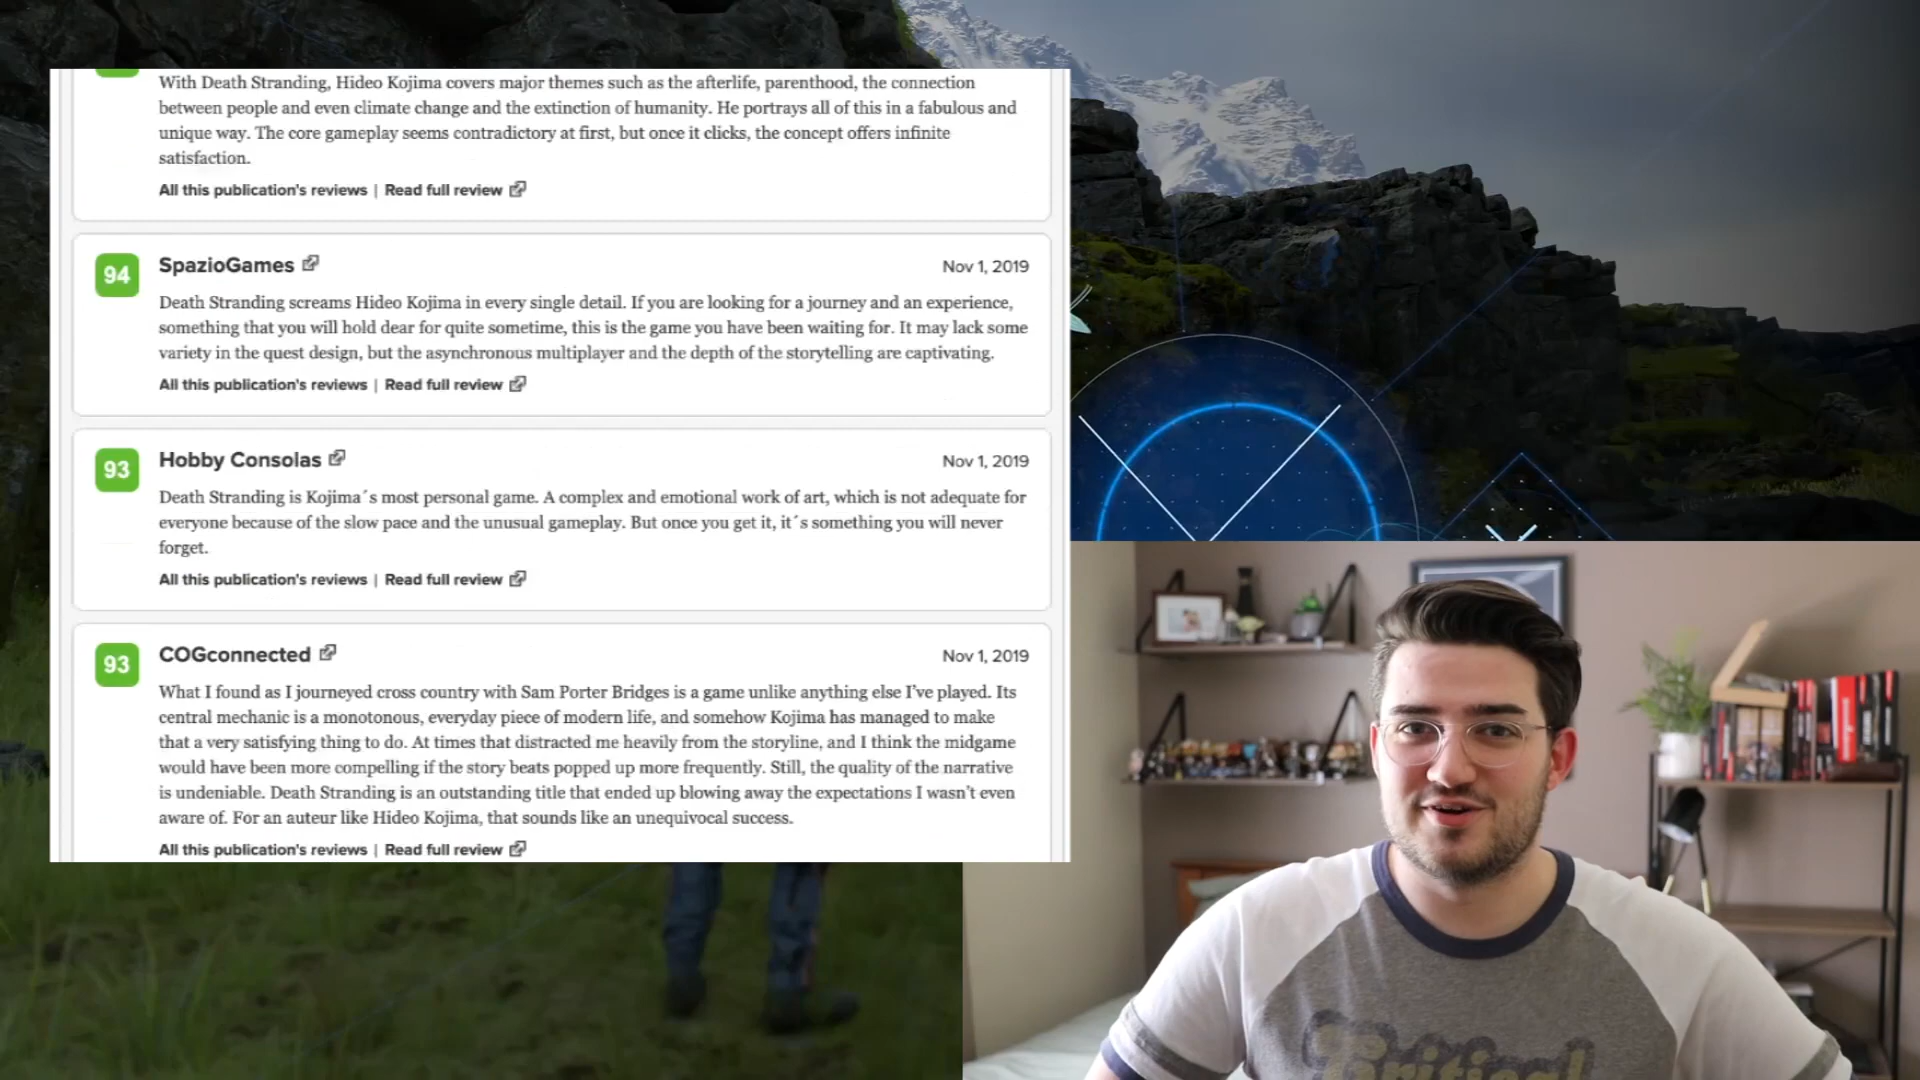 With Death Stranding, Hideo Kojima covers major themes such as the afterlife, parenthood, the connection
between people and even climate change and the extinction of humanity. He portrays all of this in a fabulous and
unique way. The core gameplay seems contradictory at first, but once it clicks, the concept offers infinite
satisfaction.
All this publication's reviews | Read full review
94 SpazioGames Nov 1, 2019
Death Stranding screams Hideo Kojima in every single detail. If you are looking for a journey and an experience,
something that you will hold dear for quite sometime, this is the game you have been waiting for. It may lack some
variety in the quest design, but the asynchronous multiplayer and the depth of the storytelling are captivating.
All this publication's reviews | Read full review
93 Hobby Consolas Nov 1, 2019
Death Stranding is Kojima´s most personal game. A complex and emotional work of art, which is not adequate for
everyone because of the slow pace and the unusual gameplay. But once you get it, it´s something you will never
forget.
All this publication's reviews | Read full review
93 COGconnected Nov 1, 2019
What I found as I journeyed cross country with Sam Porter Bridges is a game unlike anything else I’ve played. Its
central mechanic is a monotonous, everyday piece of modern life, and somehow Kojima has managed to make
that a very satisfying thing to do. At times that distracted me heavily from the storyline, and I think the midgame
would have been more compelling if the story beats popped up more frequently. Still, the quality of the narrative
is undeniable. Death Stranding is an outstanding title that ended up blowing away the expectations I wasn’t even
aware of. For an auteur like Hideo Kojima, that sounds like an unequivocal success.
All this publication's reviews | Read full review
Critical